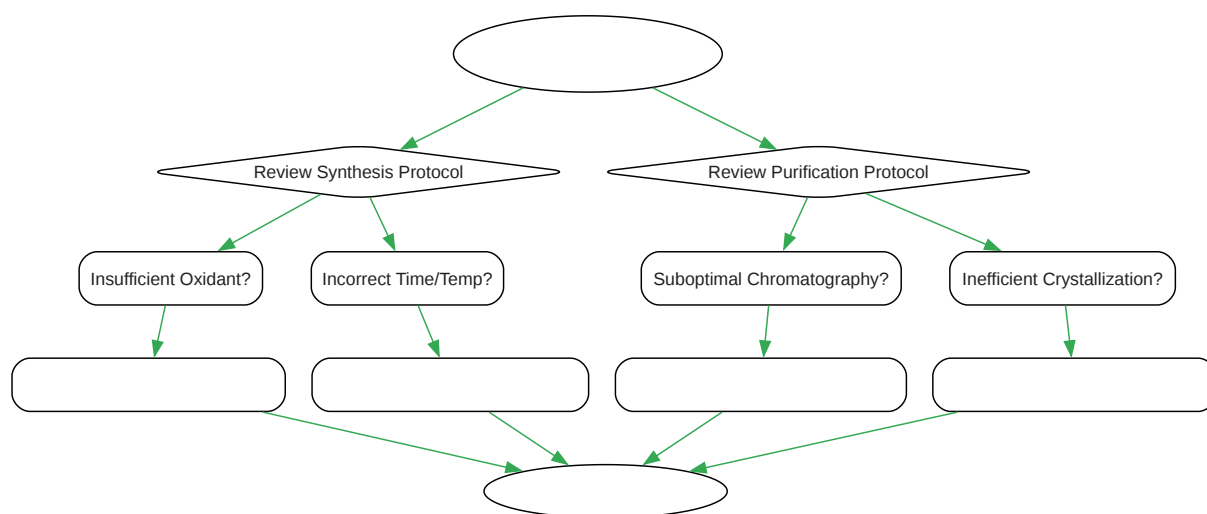 Review Synthesis Protocol
Review Purification Protocol
Insufficient Oxidant?
Incorrect Time/Temp?
Suboptimal Chromatography?
Inefficient Crystallization?